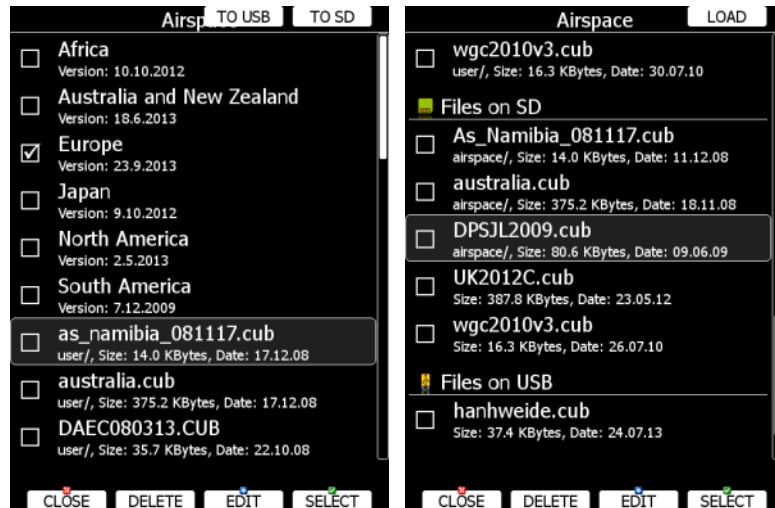 Airspace
TO USB
TO SD
Africa
Version: 10.10.2012
Australia and New Zealand
Version: 18.6.2013
Europe
Version: 23.9.2013
Japan
Version: 9.10.2012
North America
Version: 2.5.2013
South America
Version: 7.12.2009
as_namibia_081117.cub
user/, Size: 14.0 KBytes, Date: 17.12.08
australia.cub
user/, Size: 375.2 KBytes, Date: 17.12.08
DAEC080313.CUB
user/, Size: 35.7 KBytes, Date: 22.10.08
CLOSE
DELETE
EDIT
SELECT
Airspace
LOAD
wgc2010v3.cub
user/, Size: 16.3 KBytes, Date: 30.07.10
Files on SD
As_Namibia_081117.cub
airspace/, Size: 14.0 KBytes, Date: 11.12.08
australia.cub
airspace/, Size: 375.2 KBytes, Date: 18.11.08
DPSJL2009.cub
airspace/, Size: 80.6 KBytes, Date: 09.06.09
UK2012C.cub
Size: 387.8 KBytes, Date: 23.05.12
wgc2010v3.cub
Size: 16.3 KBytes, Date: 26.07.10
Files on USB
hanhweide.cub
Size: 37.4 KBytes, Date: 24.07.13
CLOSE
DELETE
EDIT
SELECT